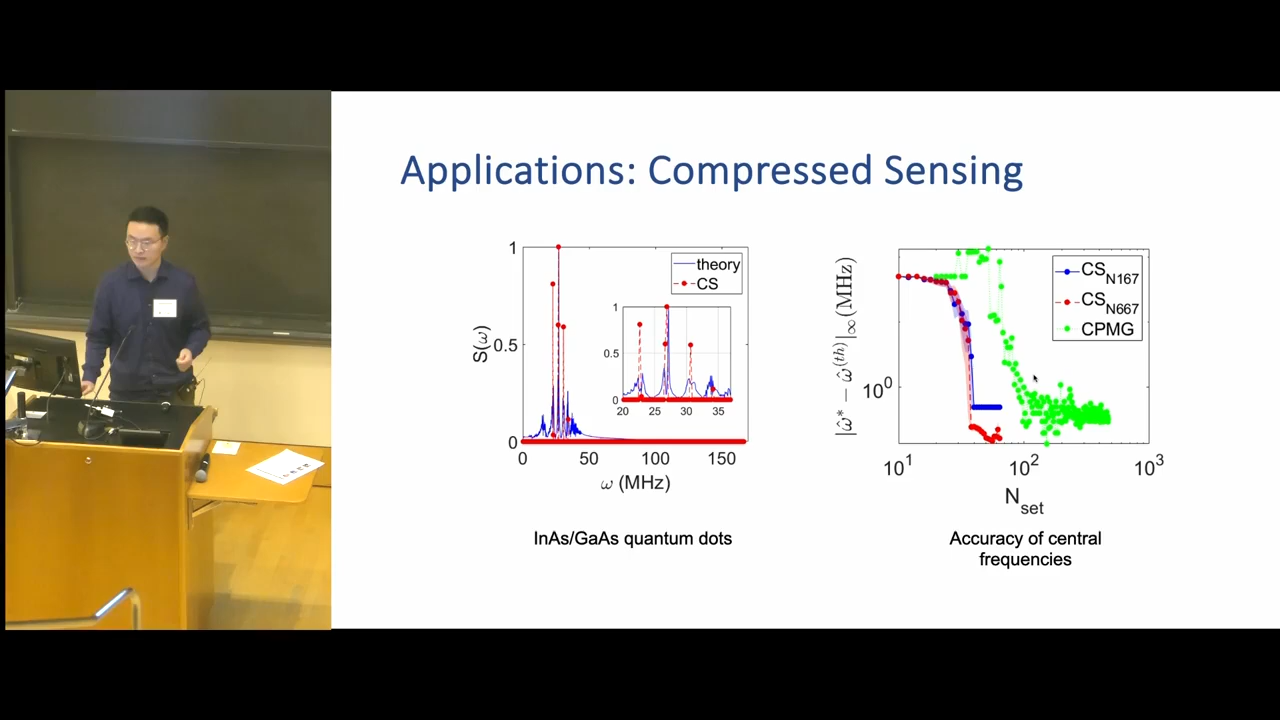 Applications: Compressed Sensing
1
0.5
0
S(ω)
0
50
100
150
ω (MHz)
theory
CS
1
0.5
0
20
25
30
35
InAs/GaAs quantum dots
|ω̂* − ω̂^(th)|∞(MHz)
10^0
10^1
10^2
10^3
N_set
CS_N167
CS_N667
CPMG
Accuracy of central
frequencies